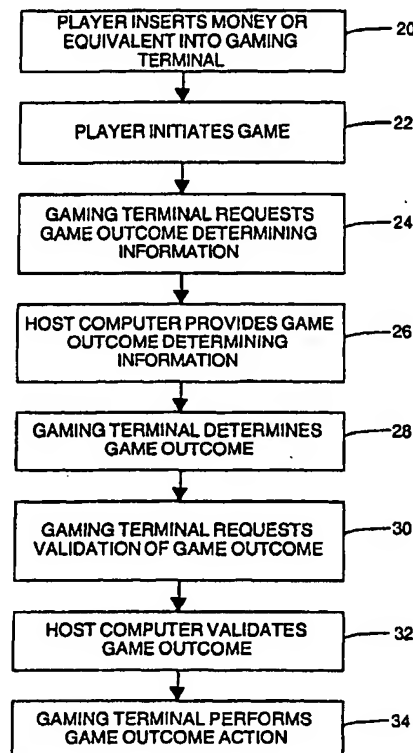 PLAYER INSERTS MONEY OR
EQUIVALENT INTO GAMING
TERMINAL
20
PLAYER INITIATES GAME
22
GAMING TERMINAL REQUESTS
GAME OUTCOME DETERMINING
INFORMATION
24
HOST COMPUTER PROVIDES GAME
OUTCOME DETERMINING
INFORMATION
26
GAMING TERMINAL DETERMINES
GAME OUTCOME
28
GAMING TERMINAL REQUESTS
VALIDATION OF GAME OUTCOME
30
HOST COMPUTER VALIDATES
GAME OUTCOME
32
GAMING TERMINAL PERFORMS
GAME OUTCOME ACTION
34